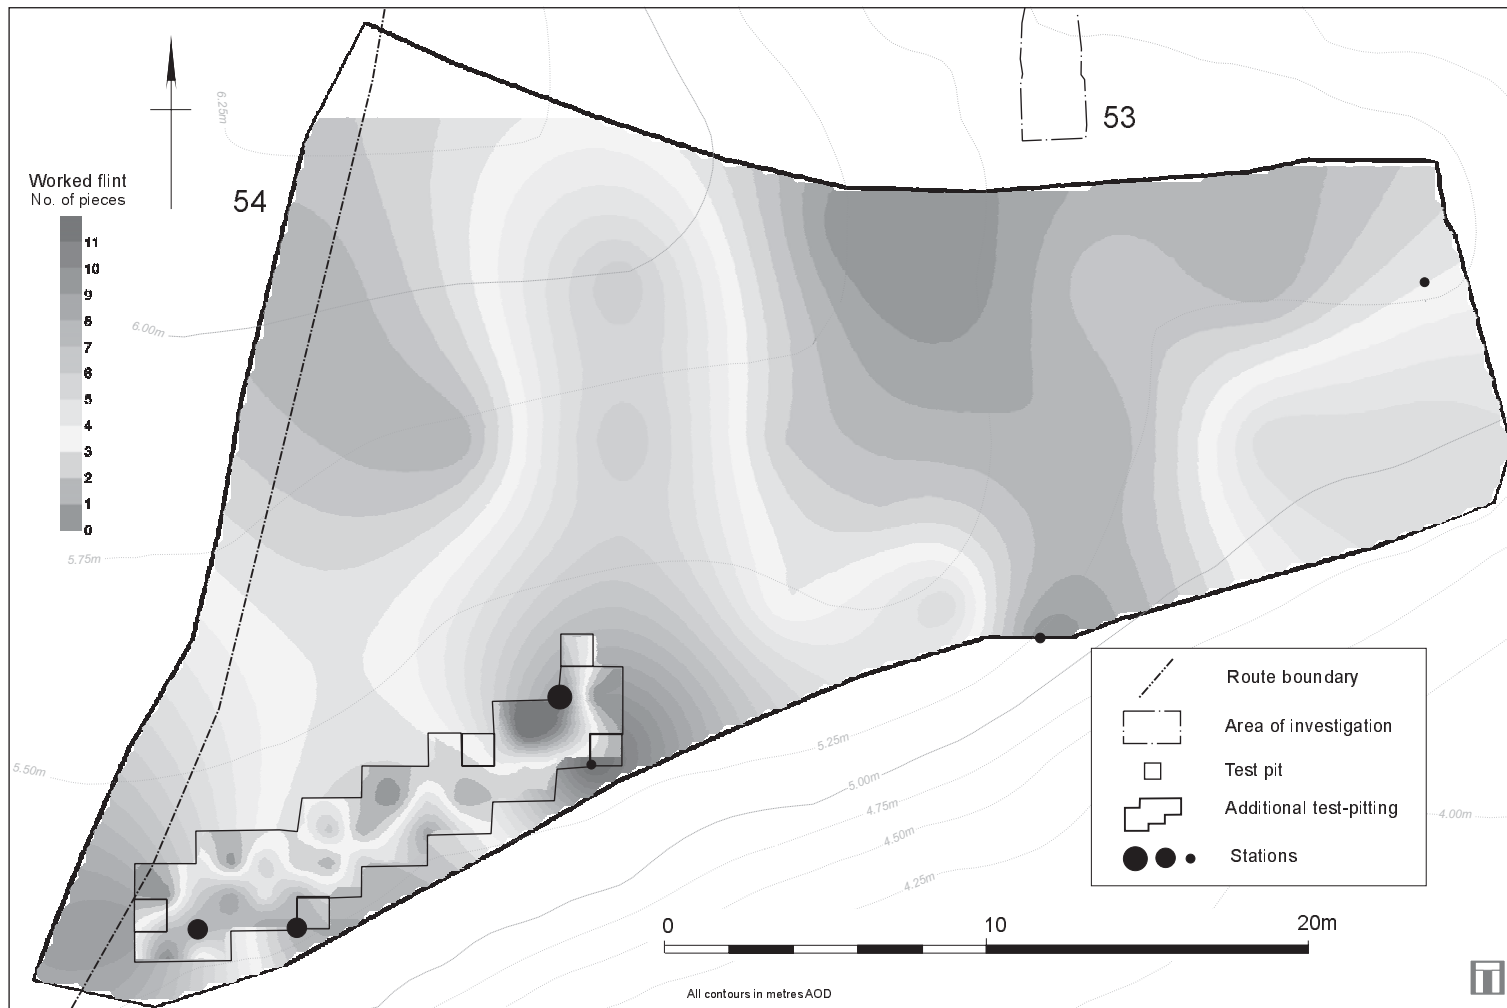 53
54
6.25m
Worked flint
No. of pieces
11
10
9
8
7
6
5
4
3
2
1
0
6.00m
5.75m
5.50m
5.25m
5.00m
4.75m
4.50m
4.25m
4.00m
Route boundary
Area of investigation
Test pit
Additional test-pitting
Stations
0 10 20m
All contours in metres AOD